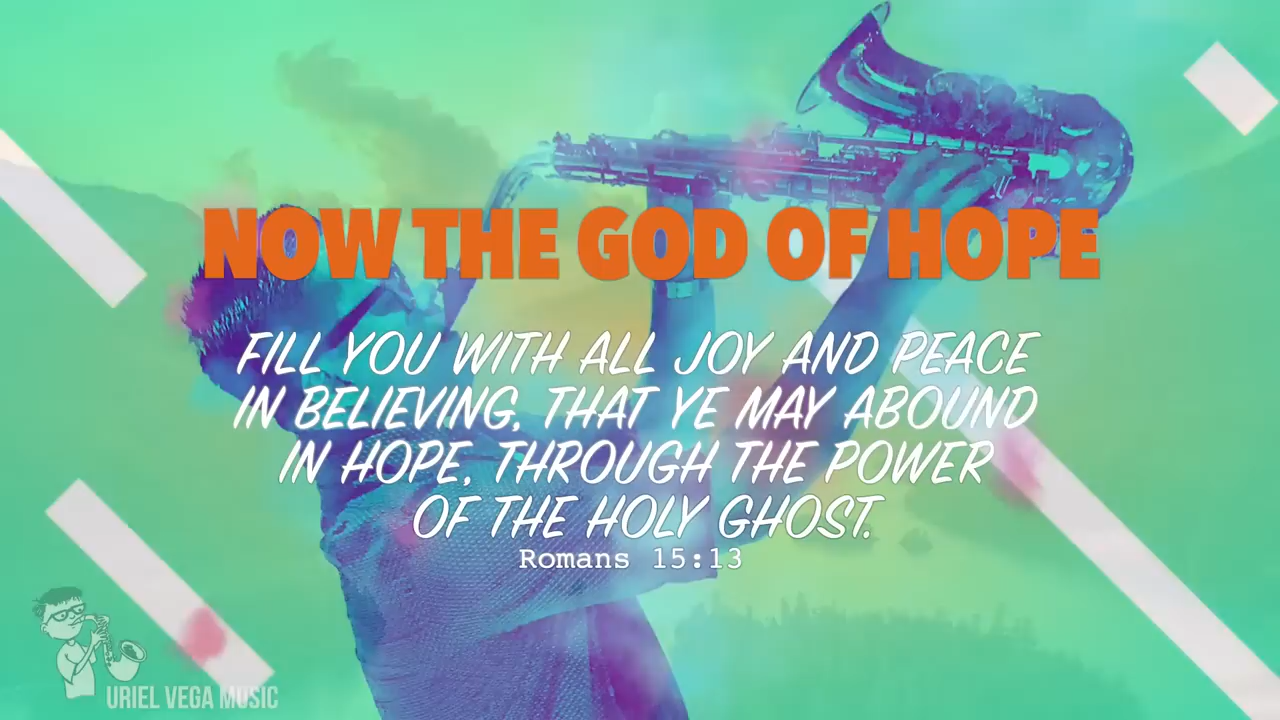 NOW THE GOD OF HOPE
FILL YOU WITH ALL JOY AND PEACE
IN BELIEVING, THAT YE MAY ABOUND
IN HOPE, THROUGH THE POWER
OF THE HOLY GHOST.
Romans 15:13
URIEL VEGA MUSIC